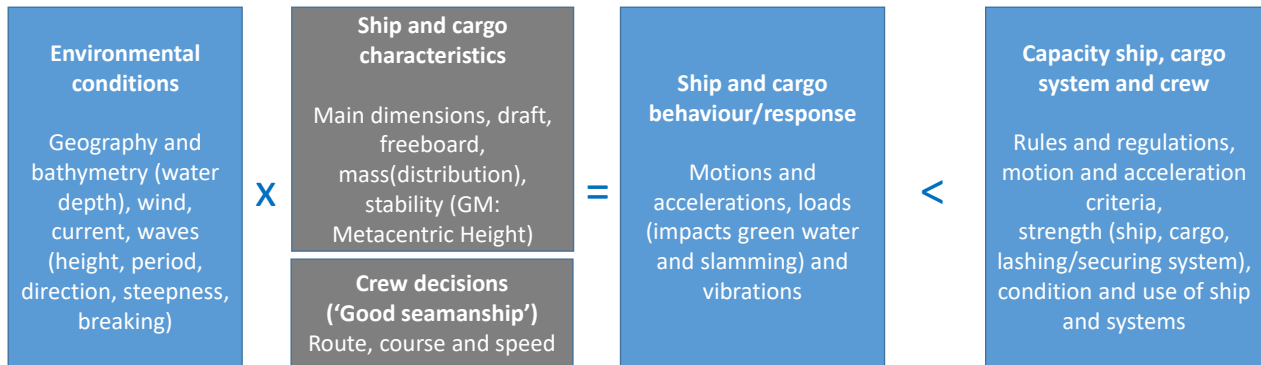 Environmental
conditions
Geography and
bathymetry (water
depth), wind,
current, waves
(height, period,
direction, steepness,
breaking)
x
Ship and cargo
characteristics
Main dimensions, draft,
freeboard,
mass(distribution),
stability (GM:
Metacentric Height)
Crew decisions
(‘Good seamanship’)
Route, course and speed
=
Ship and cargo
behaviour/response
Motions and
accelerations, loads
(impacts green water
and slamming) and
vibrations
<
Capacity ship, cargo
system and crew
Rules and regulations,
motion and acceleration
criteria,
strength (ship, cargo,
lashing/securing system),
condition and use of ship
and systems